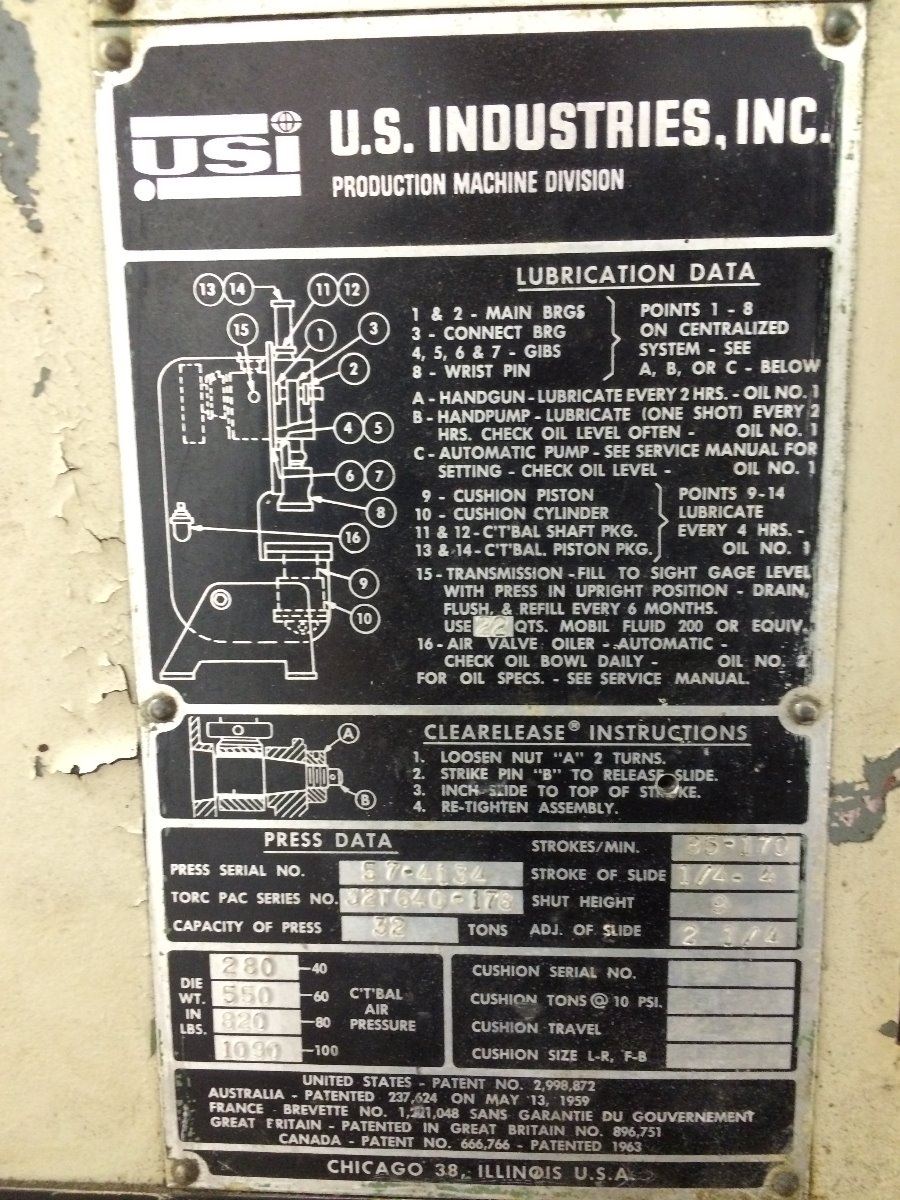 USI
U.S. INDUSTRIES, INC.
PRODUCTION MACHINE DIVISION
LUBRICATION DATA
13 14 11 12
15 1 3
2
4 5
6 7
8
16
9
10
1 & 2 - MAIN BRGS
3 - CONNECT BRG
4, 5, 6 & 7 - GIBS
8 - WRIST PIN
POINTS 1 - 8
ON CENTRALIZED
SYSTEM - SEE
A, B, OR C - BELOW
A - HANDGUN - LUBRICATE EVERY 2 HRS. - OIL NO. 1
B - HANDPUMP - LUBRICATE (ONE SHOT) EVERY 2
HRS. CHECK OIL LEVEL OFTEN - OIL NO. 1
C - AUTOMATIC PUMP - SEE SERVICE MANUAL FOR
SETTING - CHECK OIL LEVEL - OIL NO. 1
9 - CUSHION PISTON
10 - CUSHION CYLINDER
11 & 12 - C'T'BAL SHAFT PKG.
13 & 14 - C'T'BAL. PISTON PKG.
POINTS 9-14
LUBRICATE
EVERY 4 HRS. -
OIL NO. 1
15 - TRANSMISSION - FILL TO SIGHT GAGE LEVEL
WITH PRESS IN UPRIGHT POSITION - DRAIN,
FLUSH, & REFILL EVERY 6 MONTHS.
USE 22 QTS. MOBIL FLUID 200 OR EQUIV.
16 - AIR VALVE OILER - AUTOMATIC -
CHECK OIL BOWL DAILY - OIL NO. 2
FOR OIL SPECS. - SEE SERVICE MANUAL.
A
B
CLEARELEASE® INSTRUCTIONS
1. LOOSEN NUT "A" 2 TURNS.
2. STRIKE PIN "B" TO RELEASE SLIDE.
3. INCH SLIDE TO TOP OF STROKE.
4. RE-TIGHTEN ASSEMBLY.
PRESS DATA
PRESS SERIAL NO. 57-4134
TORC PAC SERIES NO. 32T640-178
CAPACITY OF PRESS 32 TONS
STROKES/MIN. 85-170
STROKE OF SLIDE 1/4-4
SHUT HEIGHT 9
ADJ. OF SLIDE 2 1/4
DIE
WT.
IN
LBS.
280 -40
550 -60
820 -80
1090 -100
C'T'BAL
AIR
PRESSURE
CUSHION SERIAL NO.
CUSHION TONS @ 10 PSI.
CUSHION TRAVEL
CUSHION SIZE L-R, F-B
UNITED STATES - PATENT NO. 2,998,872
AUSTRALIA - PATENTED 237,624 ON MAY 13, 1959
FRANCE - BREVETTE NO. SANS GARANTIE DU GOUVERNEMENT
GREAT BRITAIN - PATENTED IN GREAT BRITAIN NO. 896,751
CANADA - PATENT NO. 666,766 - PATENTED 1963
CHICAGO 38, ILLINOIS U.S.A.